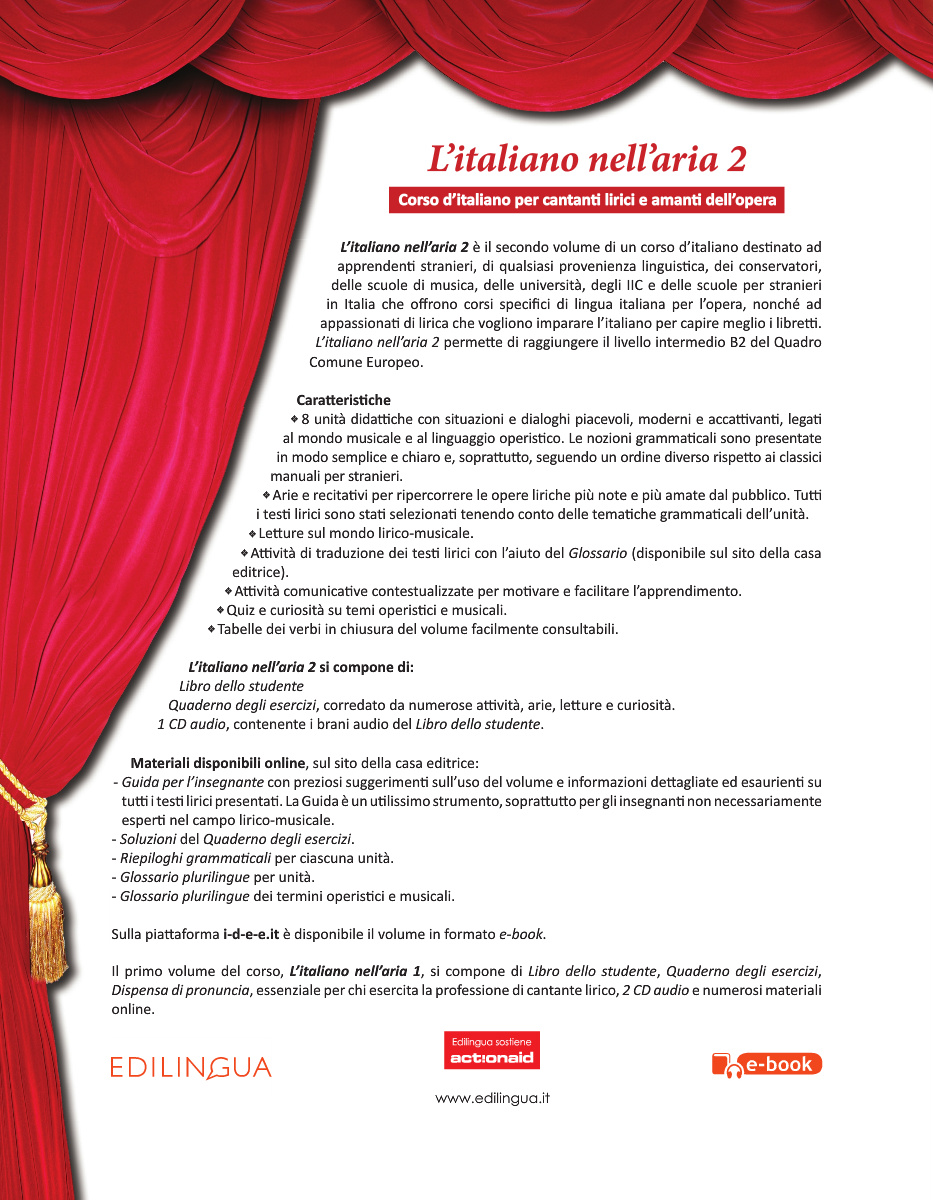 L’italiano nell’aria 2
Corso d’italiano per cantanti lirici e amanti dell’opera
L’italiano nell’aria 2 è il secondo volume di un corso d’italiano destinato ad
apprendenti stranieri, di qualsiasi provenienza linguistica, dei conservatori,
delle scuole di musica, delle università, degli IIC e delle scuole per stranieri
in Italia che offrono corsi specifici di lingua italiana per l’opera, nonché ad
appassionati di lirica che vogliono imparare l’italiano per capire meglio i libretti.
L’italiano nell’aria 2 permette di raggiungere il livello intermedio B2 del Quadro
Comune Europeo.
Caratteristiche
❖ 8 unità didattiche con situazioni e dialoghi piacevoli, moderni e accattivanti, legati
al mondo musicale e al linguaggio operistico. Le nozioni grammaticali sono presentate
in modo semplice e chiaro e, soprattutto, seguendo un ordine diverso rispetto ai classici
manuali per stranieri.
❖ Arie e recitativi per ripercorrere le opere liriche più note e più amate dal pubblico. Tutti
i testi lirici sono stati selezionati tenendo conto delle tematiche grammaticali dell’unità.
❖ Letture sul mondo lirico-musicale.
❖ Attività di traduzione dei testi lirici con l’aiuto del Glossario (disponibile sul sito della casa
editrice).
❖ Attività comunicative contestualizzate per motivare e facilitare l’apprendimento.
❖ Quiz e curiosità su temi operistici e musicali.
❖ Tabelle dei verbi in chiusura del volume facilmente consultabili.
L’italiano nell’aria 2 si compone di:
Libro dello studente
Quaderno degli esercizi, corredato da numerose attività, arie, letture e curiosità.
1 CD audio, contenente i brani audio del Libro dello studente.
Materiali disponibili online, sul sito della casa editrice:
- Guida per l’insegnante con preziosi suggerimenti sull’uso del volume e informazioni dettagliate ed esaurienti su
tutti i testi lirici presentati. La Guida è un utilissimo strumento, soprattutto per gli insegnanti non necessariamente
esperti nel campo lirico-musicale.
- Soluzioni del Quaderno degli esercizi.
- Riepiloghi grammaticali per ciascuna unità.
- Glossario plurilingue per unità.
- Glossario plurilingue dei termini operistici e musicali.
Sulla piattaforma i-d-e-e.it è disponibile il volume in formato e-book.
Il primo volume del corso, L’italiano nell’aria 1, si compone di Libro dello studente, Quaderno degli esercizi,
Dispensa di pronuncia, essenziale per chi esercita la professione di cantante lirico, 2 CD audio e numerosi materiali
online.
Edilingua sostiene
act!onaid
EDILINGUA
e-book
www.edilingua.it